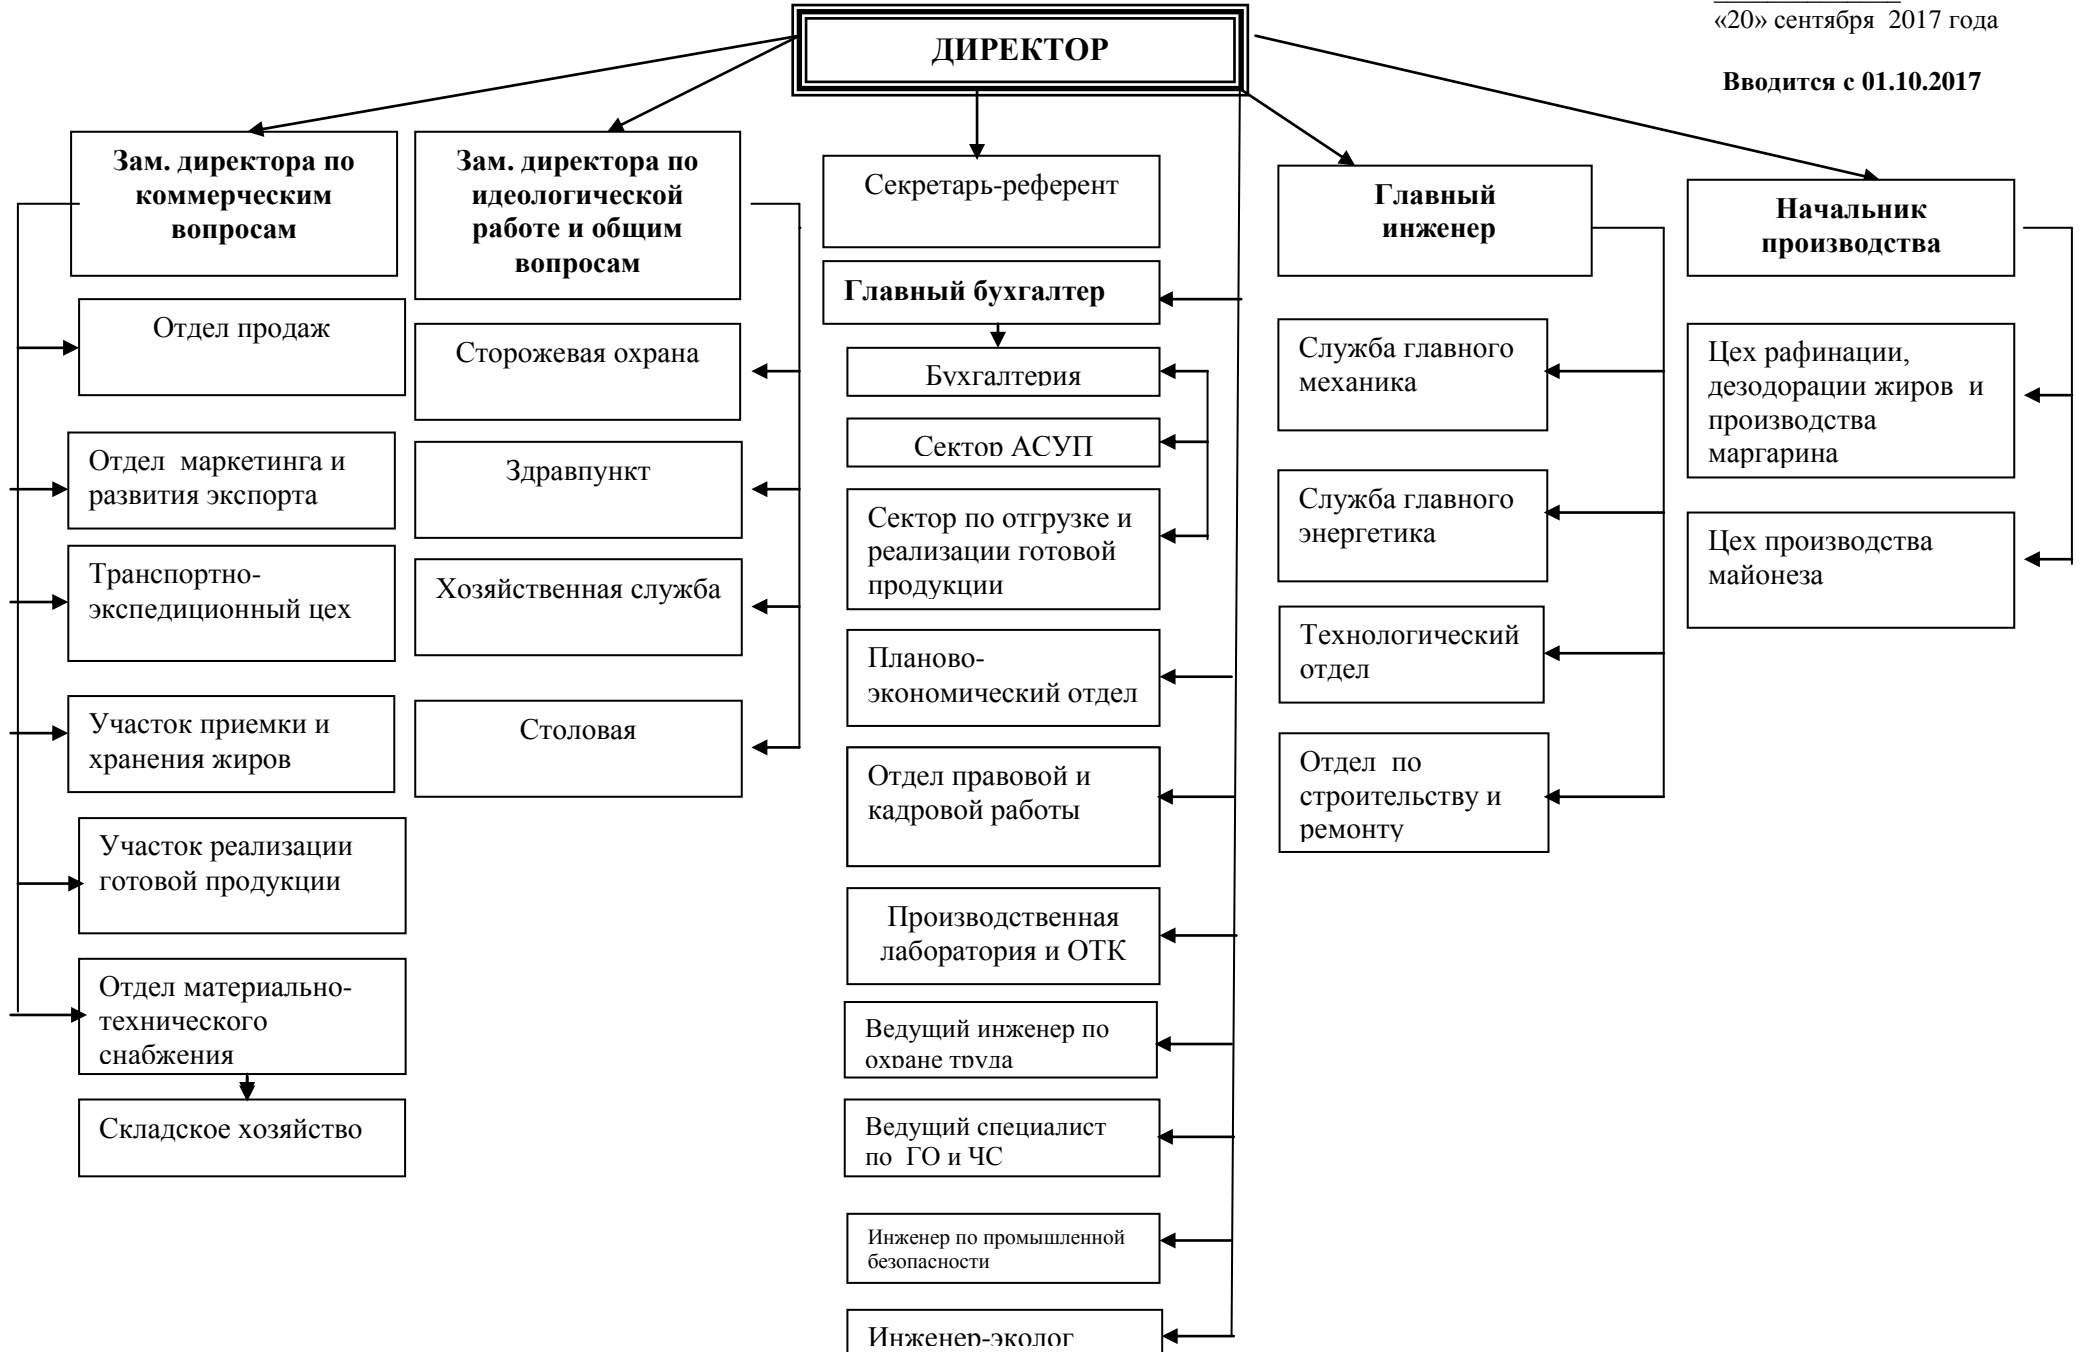 «20» сентября 2017 года
Вводится с 01.10.2017
ДИРЕКТОР
Зам. директора по
коммерческим
вопросам
Отдел продаж
Отдел маркетинга и
развития экспорта
Транспортно-
экспедиционный цех
Участок приемки и
хранения жиров
Участок реализации
готовой продукции
Отдел материально-
технического
снабжения
Складское хозяйство
Зам. директора по
идеологической
работе и общим
вопросам
Сторожевая охрана
Здравпункт
Хозяйственная служба
Столовая
Секретарь-референт
Главный бухгалтер
Бухгалтерия
Сектор АСУП
Сектор по отгрузке и
реализации готовой
продукции
Планово-
экономический отдел
Отдел правовой и
кадровой работы
Производственная
лаборатория и ОТК
Ведущий инженер по
охране труда
Ведущий специалист
по ГО и ЧС
Инженер по промышленной
безопасности
Инженер-эколог
Главный
инженер
Служба главного
механика
Служба главного
энергетика
Технологический
отдел
Отдел по
строительству и
ремонту
Начальник
производства
Цех рафинации,
дезодорации жиров и
производства
маргарина
Цех производства
майонеза